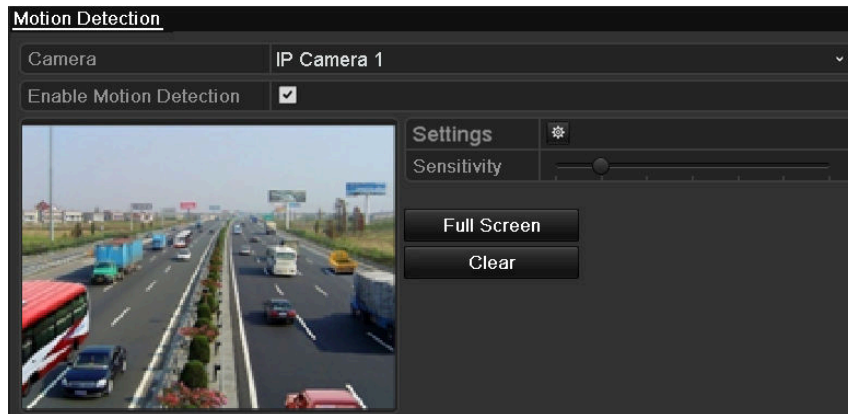 Motion Detection
Camera IP Camera 1
Enable Motion Detection
Settings
Sensitivity
Full Screen
Clear